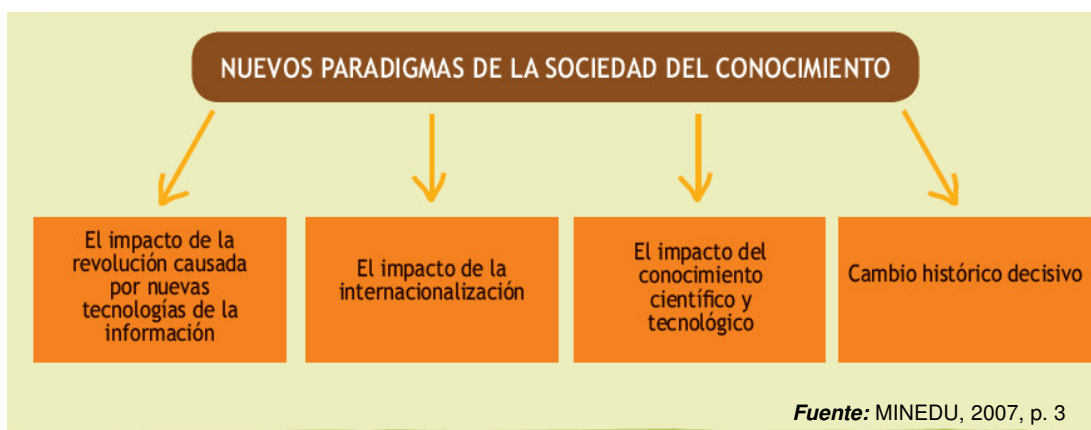 NUEVOS PARADIGMAS DE LA SOCIEDAD DEL CONOCIMIENTO
El impacto de la
revolución causada
por nuevas
tecnologías de la
información
El impacto de la
internacionalización
El impacto del
conocimiento
científico y
tecnológico
Cambio histórico decisivo
Fuente: MINEDU, 2007, p. 3